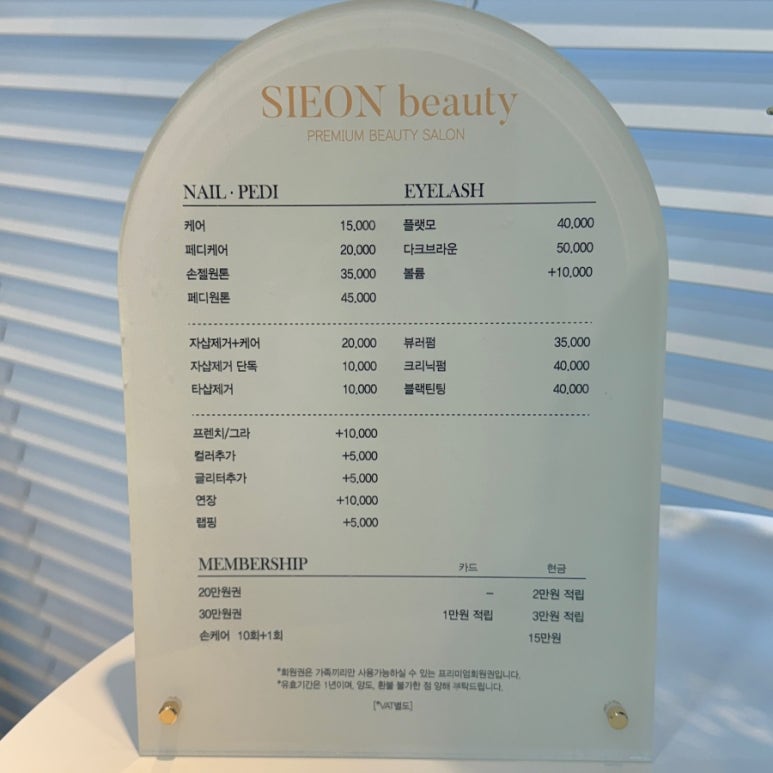 SIEON beauty
PREMIUM BEAUTY SALON
NAIL · PEDI
케어 15,000
페디케어 20,000
손젤원톤 35,000
페디원톤 45,000
자샵제거+케어 20,000
자샵제거 단독 10,000
타샵제거 10,000
프렌치/그라 +10,000
컬러추가 +5,000
글리터추가 +5,000
연장 +10,000
랩핑 +5,000
EYELASH
플랫모 40,000
다크브라운 50,000
볼륨 +10,000
뷰러펌 35,000
크리닉펌 40,000
블랙틴팅 40,000
MEMBERSHIP 카드 현금
20만원권 – 2만원 적립
30만원권 1만원 적립 3만원 적립
손케어 10회+1회 15만원
*회원권은 가족끼리만 사용가능하실 수 있는 프리미엄회원권입니다.
*유효기간은 1년이며, 양도, 환불 불가한 점 양해 부탁드립니다.
[*VAT별도]